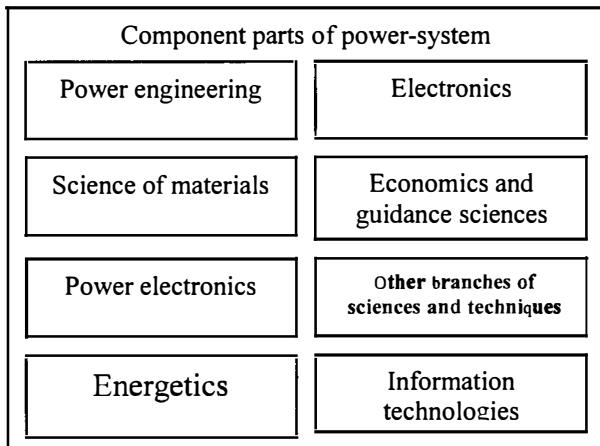 Component parts of power-system
Power engineering
Electronics
Science of materials
Economics and
guidance sciences
Power electronics
Other branches of
sciences and techniques
Energetics
Information
technologies